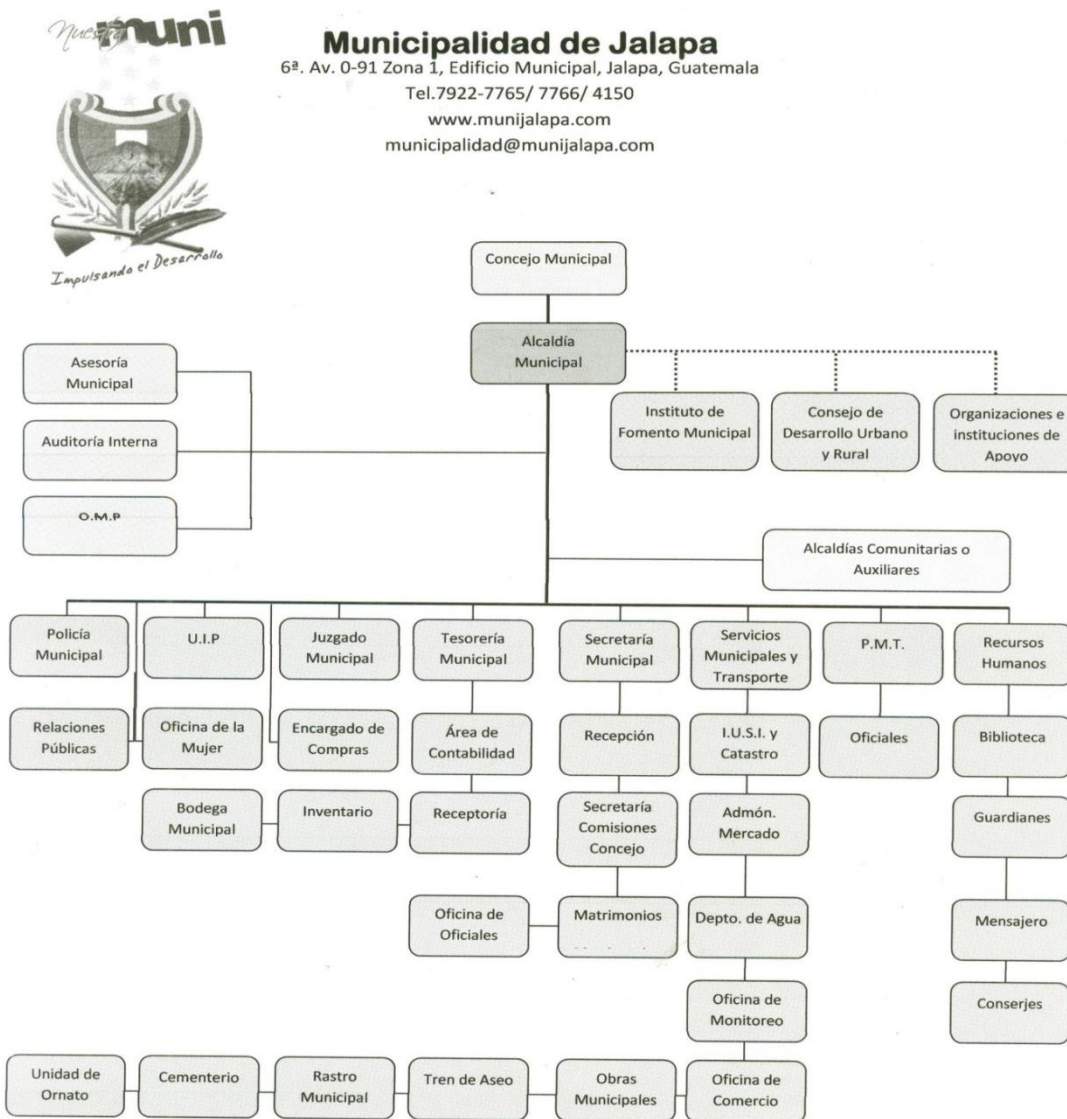 Nuestra muni
Municipalidad de Jalapa
6ª. Av. 0-91 Zona 1, Edificio Municipal, Jalapa, Guatemala
Tel.7922-7765/ 7766/ 4150
www.munijalapa.com
municipalidad@munijalapa.com
Impulsando el Desarrollo
Concejo Municipal
Alcaldía
Municipal
Asesoría
Municipal
Auditoría Interna
O.M.P
Instituto de
Fomento Municipal
Consejo de
Desarrollo Urbano
y Rural
Organizaciones e
instituciones de
Apoyo
Alcaldías Comunitarias o
Auxiliares
Policía
Municipal
U.I.P
Juzgado
Municipal
Tesorería
Municipal
Secretaría
Municipal
Servicios
Municipales y
Transporte
P.M.T.
Recursos
Humanos
Relaciones
Públicas
Oficina de la
Mujer
Encargado de
Compras
Área de
Contabilidad
Recepción
I.U.S.I. y
Catastro
Oficiales
Biblioteca
Bodega
Municipal
Inventario
Receptoría
Secretaría
Comisiones
Concejo
Admón.
Mercado
Guardianes
Oficina de
Oficiales
Matrimonios
Depto. de Agua
Mensajero
Oficina de
Monitoreo
Conserjes
Unidad de
Ornato
Cementerio
Rastro
Municipal
Tren de Aseo
Obras
Municipales
Oficina de
Comercio